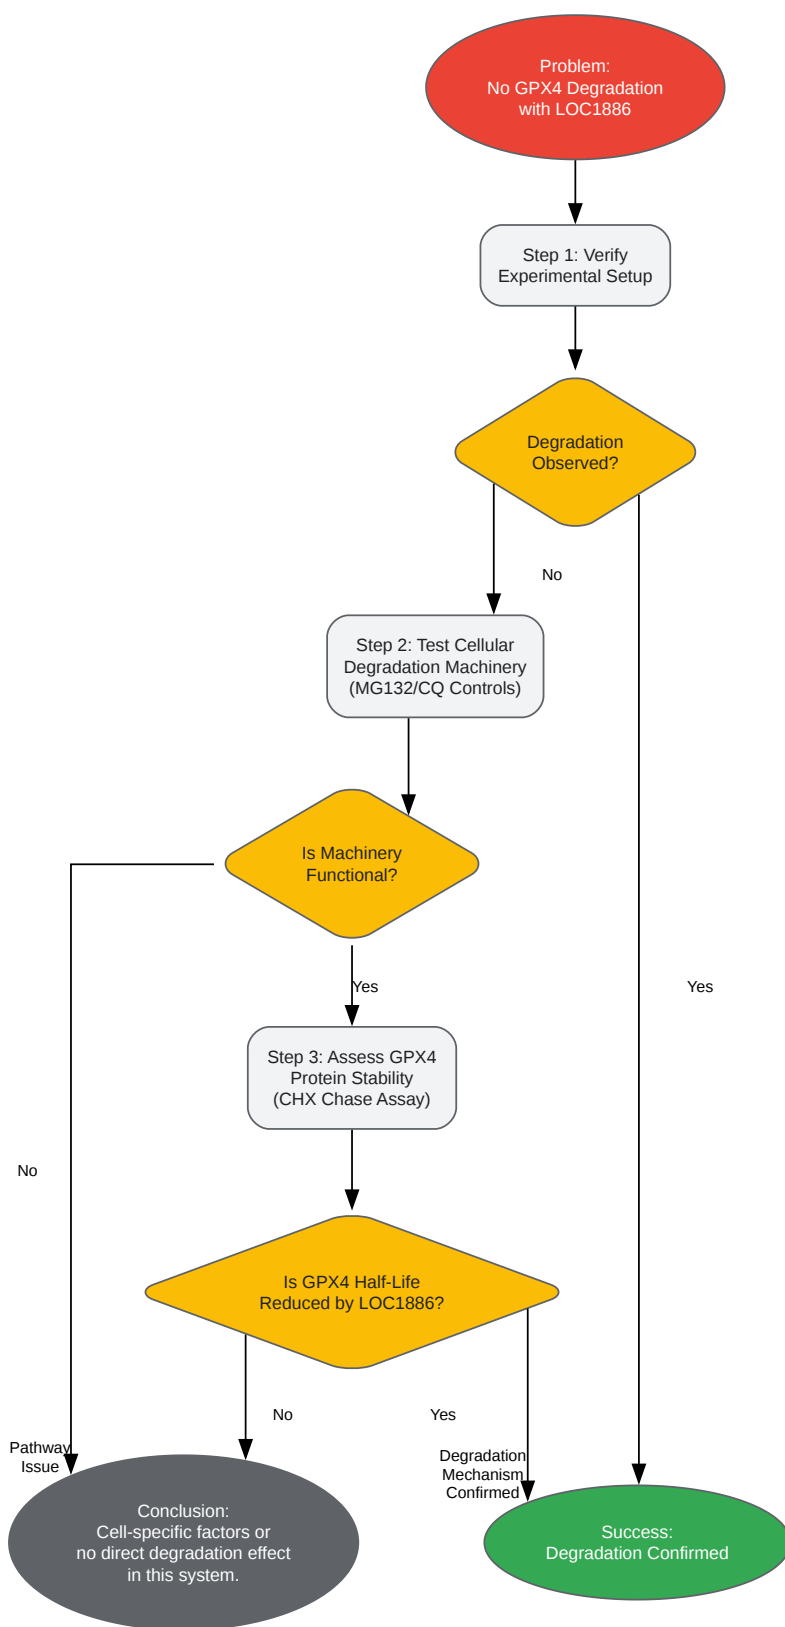 Problem:
No GPX4 Degradation
with LOC1886
Step 1: Verify
Experimental Setup
Degradation
Observed?
No
Step 2: Test Cellular
Degradation Machinery
(MG132/CQ Controls)
Is Machinery
Functional?
Yes
Yes
Step 3: Assess GPX4
Protein Stability
(CHX Chase Assay)
No
Is GPX4 Half-Life
Reduced by LOC1886?
No
Yes
Pathway
Issue
Degradation
Mechanism
Confirmed
Conclusion:
Cell-specific factors or
no direct degradation effect
in this system.
Success:
Degradation Confirmed